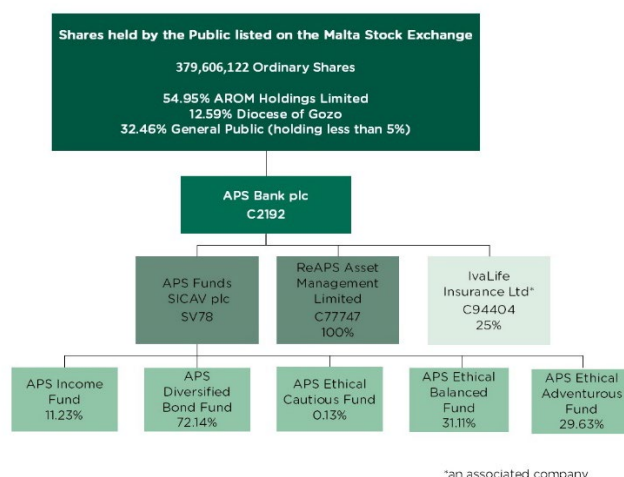 Shares held by the Public listed on the Malta Stock Exchange
379,606,122 Ordinary Shares
54.95% AROM Holdings Limited
12.59% Diocese of Gozo
32.46% General Public (holding less than 5%)
APS Bank plc
C2192
APS Funds
SICAV plc
SV78
ReAPS Asset
Management
Limited
C77747
100%
IvaLife
Insurance Ltd*
C94404
25%
APS Income
Fund
11.23%
APS
Diversified
Bond Fund
72.14%
APS Ethical
Cautious Fund
0.13%
APS Ethical
Balanced
Fund
31.11%
APS Ethical
Adventurous
Fund
29.63%
*an associated company